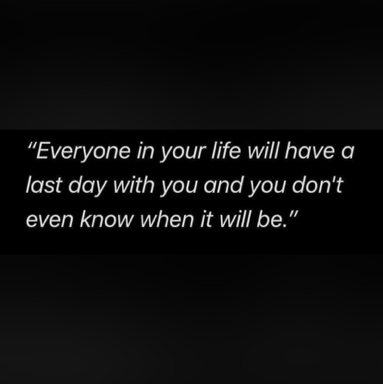 “Everyone in your life will have a
last day with you and you don't
even know when it will be.”